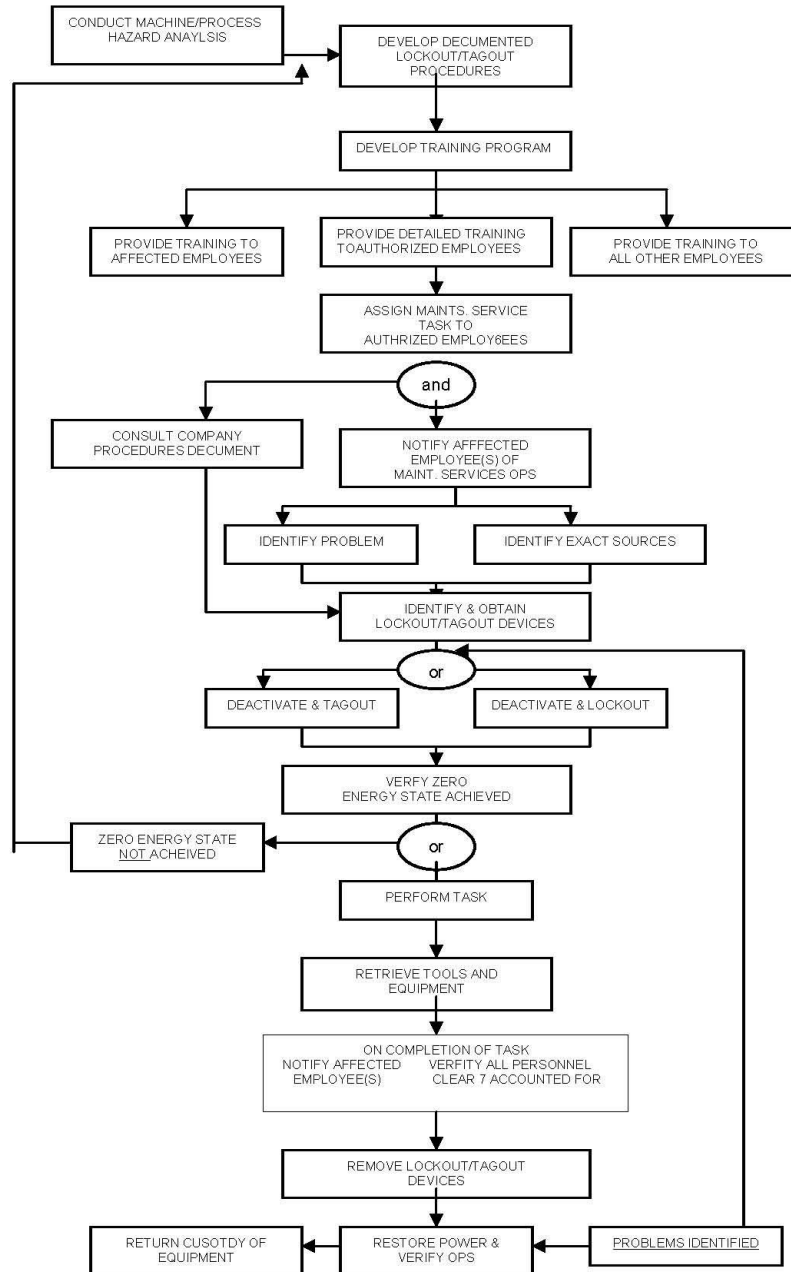 CONDUCT MACHINE/PROCESS
HAZARD ANAYLSIS
DEVELOP DECUMENTED
LOCKOUT/TAGOUT
PROCEDURES
DEVELOP TRAINING PROGRAM
PROVIDE TRAINING TO
AFFECTED EMPLOYEES
PROVIDE DETAILED TRAINING
TOAUTHORIZED EMPLOYEES
PROVIDE TRAINING TO
ALL OTHER EMPLOYEES
ASSIGN MAINTS. SERVICE
TASK TO
AUTHRIZED EMPLOY6EES
and
CONSULT COMPANY
PROCEDURES DECUMENT
NOTIFY AFFFECTED
EMPLOYEE(S) OF
MAINT. SERVICES OPS
IDENTIFY PROBLEM
IDENTIFY EXACT SOURCES
IDENTIFY & OBTAIN
LOCKOUT/TAGOUT DEVICES
or
DEACTIVATE & TAGOUT
DEACTIVATE & LOCKOUT
VERFY ZERO
ENERGY STATE ACHIEVED
ZERO ENERGY STATE
NOT ACHEIVED
or
PERFORM TASK
RETRIEVE TOOLS AND
EQUIPMENT
ON COMPLETION OF TASK
NOTIFY AFFECTED VERFITY ALL PERSONNEL
EMPLOYEE(S) CLEAR 7 ACCOUNTED FOR
REMOVE LOCKOUT/TAGOUT
DEVICES
RETURN CUSOTDY OF
EQUIPMENT
RESTORE POWER &
VERIFY OPS
PROBLEMS IDENTIFIED